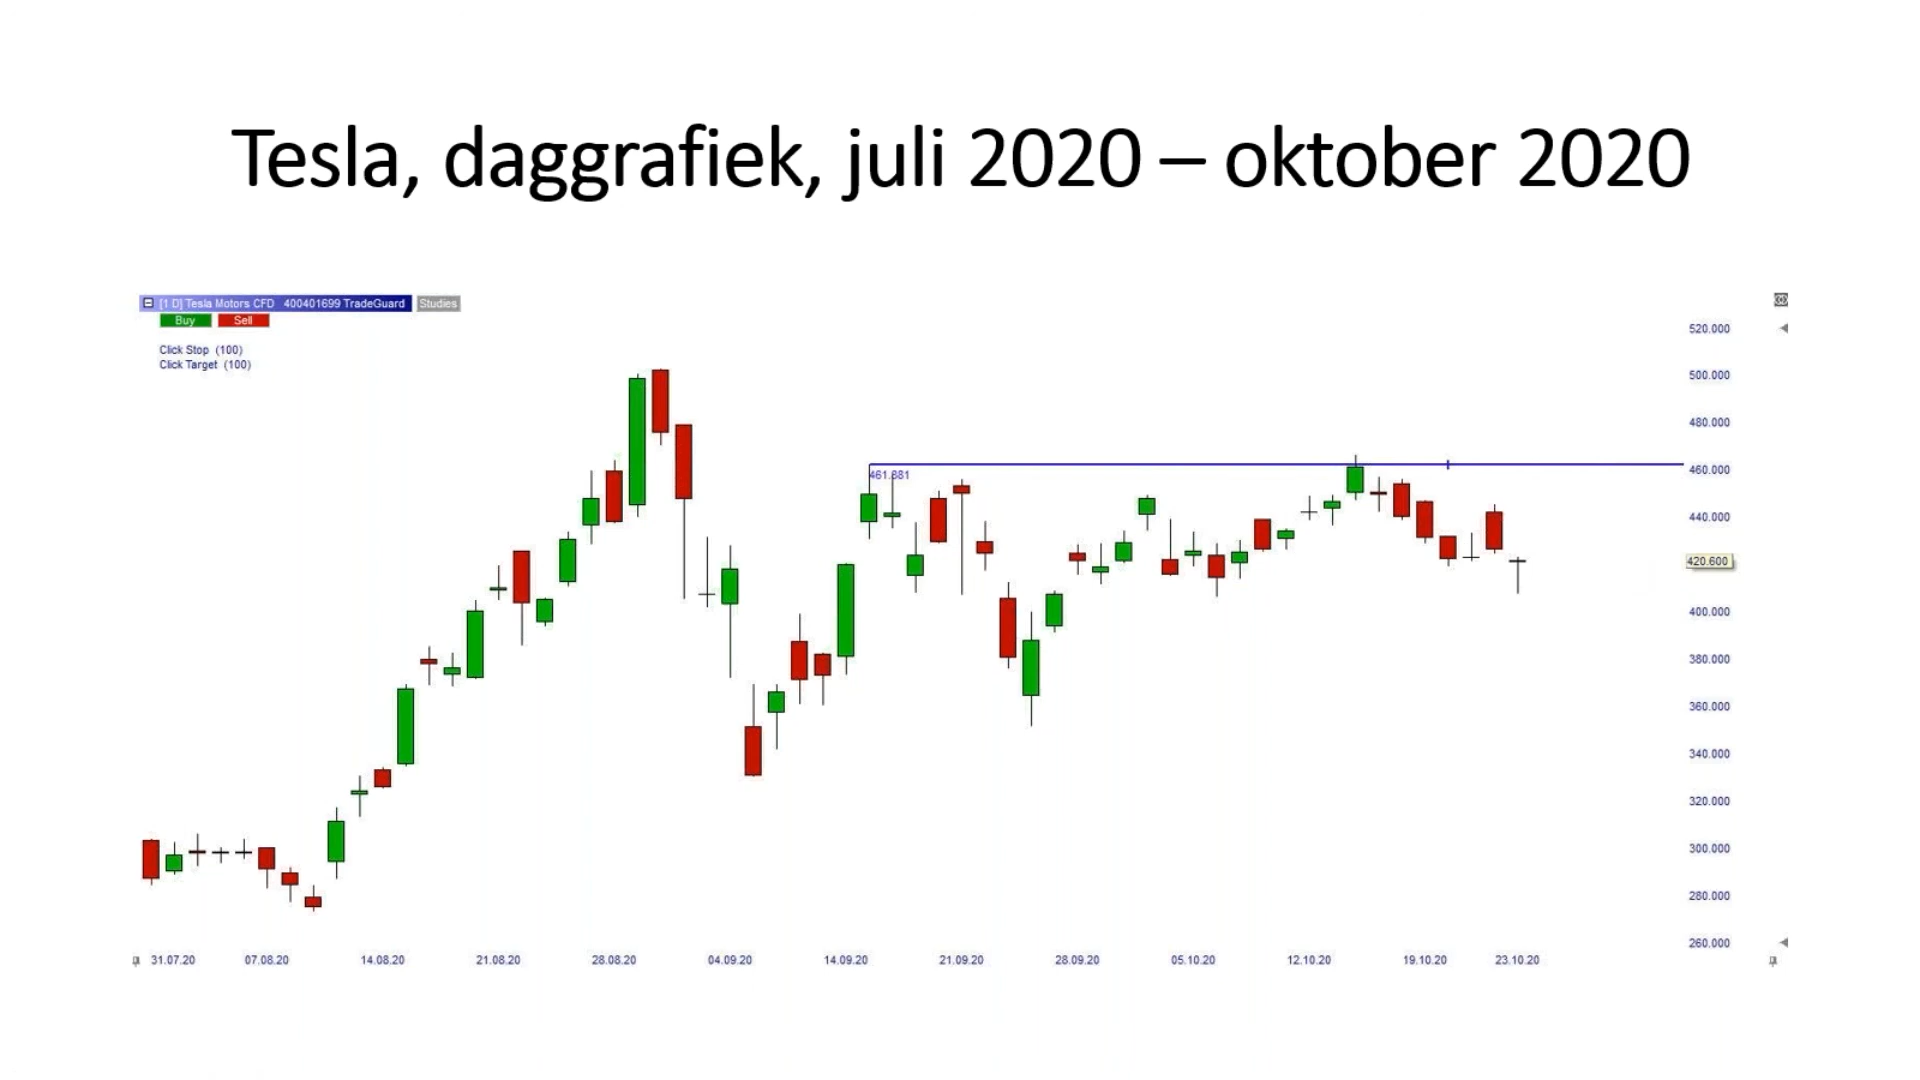 Tesla, daggrafiek, juli 2020 – oktober 2020
[1 D] Tesla Motors CFD 400401699 TradeGuard Studies
Buy Sell
Click Stop (100)
Click Target (100)
520.000
500.000
480.000
461.881
460.000
440.000
420.600
400.000
380.000
360.000
340.000
320.000
300.000
280.000
260.000
31.07.20 07.08.20 14.08.20 21.08.20 28.08.20 04.09.20 14.09.20 21.09.20 28.09.20 05.10.20 12.10.20 19.10.20 23.10.20